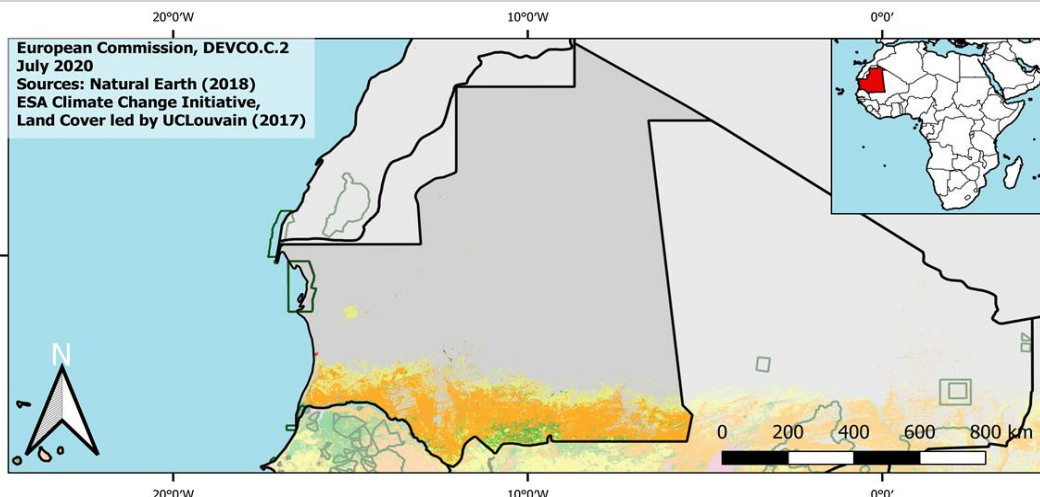 20°0'W 10°0'W 0°0'
European Commission, DEVCO.C.2
July 2020
Sources: Natural Earth (2018)
ESA Climate Change Initiative,
Land Cover led by UCLouvain (2017)
N
0 200 400 600 800 km
20°0'W 10°0'W 0°0'